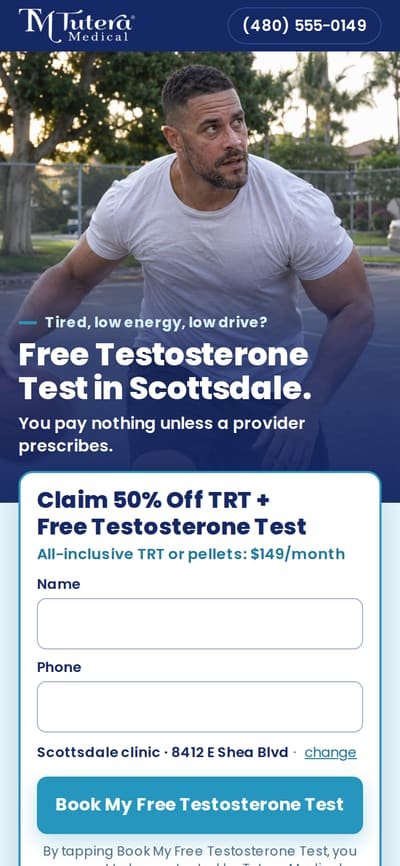 Tutera
Medical
(480) 555-0149
Tired, low energy, low drive?
Free Testosterone
Test in Scottsdale.
You pay nothing unless a provider
prescribes.
Claim 50% Off TRT +
Free Testosterone Test
All-inclusive TRT or pellets: $149/month
Name
Phone
Scottsdale clinic · 8412 E Shea Blvd · change
Book My Free Testosterone Test
By tapping Book My Free Testosterone Test, you